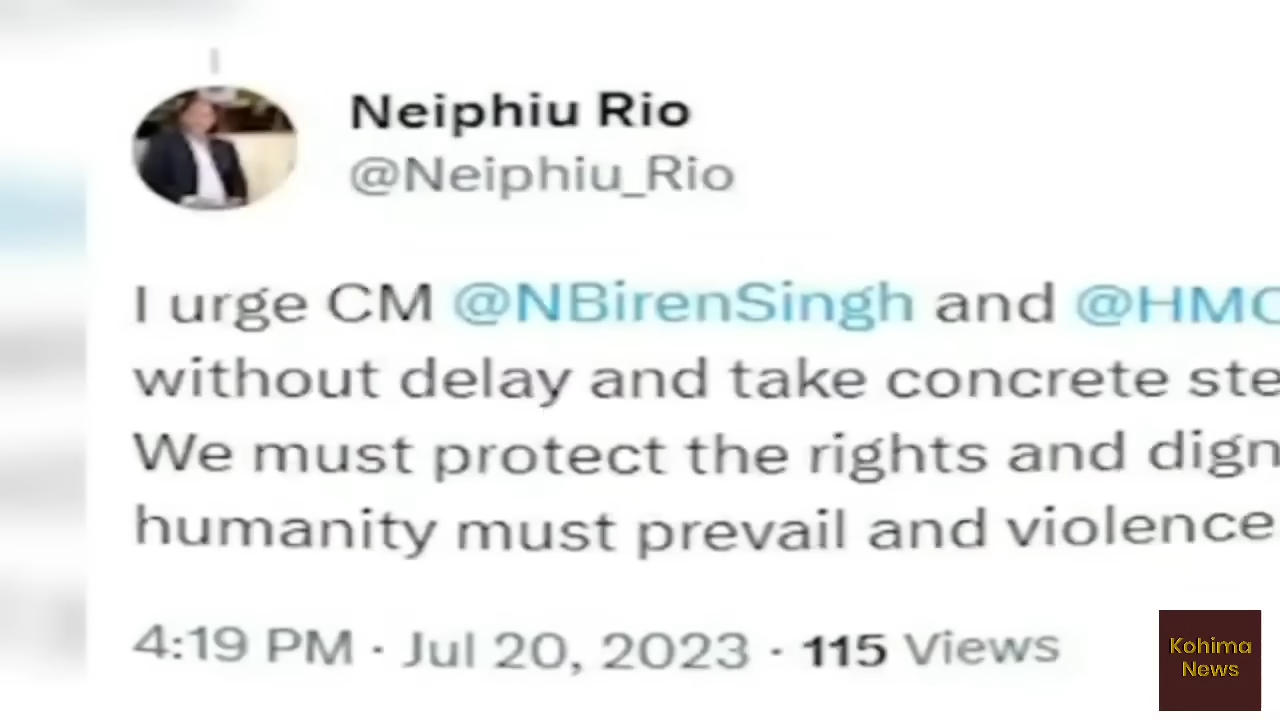 Neiphiu Rio
@Neiphiu_Rio
I urge CM @NBirenSingh and @HMO
without delay and take concrete ste
We must protect the rights and dign
humanity must prevail and violence
4:19 PM · Jul 20, 2023 · 115 Views
Kohima
News